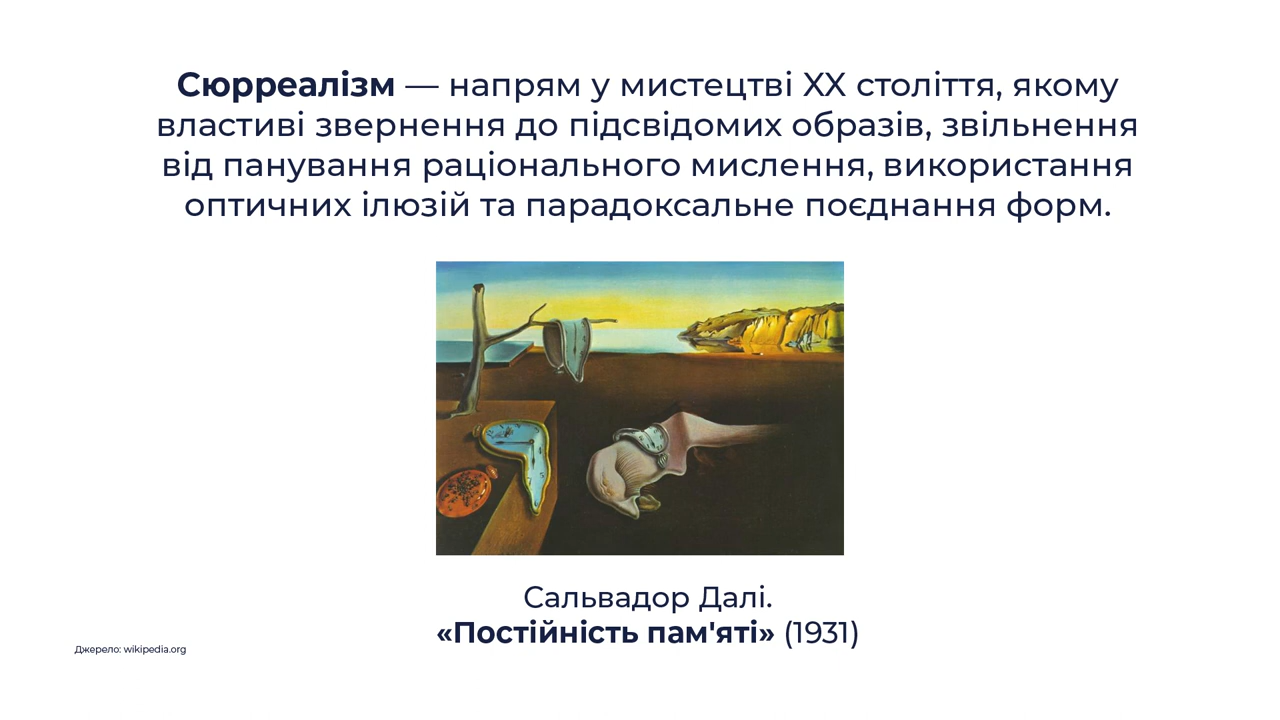 Сюрреалізм — напрям у мистецтві XX століття, якому
властиві звернення до підсвідомих образів, звільнення
від панування раціонального мислення, використання
оптичних ілюзій та парадоксальне поєднання форм.
Сальвадор Далі.
«Постійність пам'яті» (1931)
Джерело: wikipedia.org